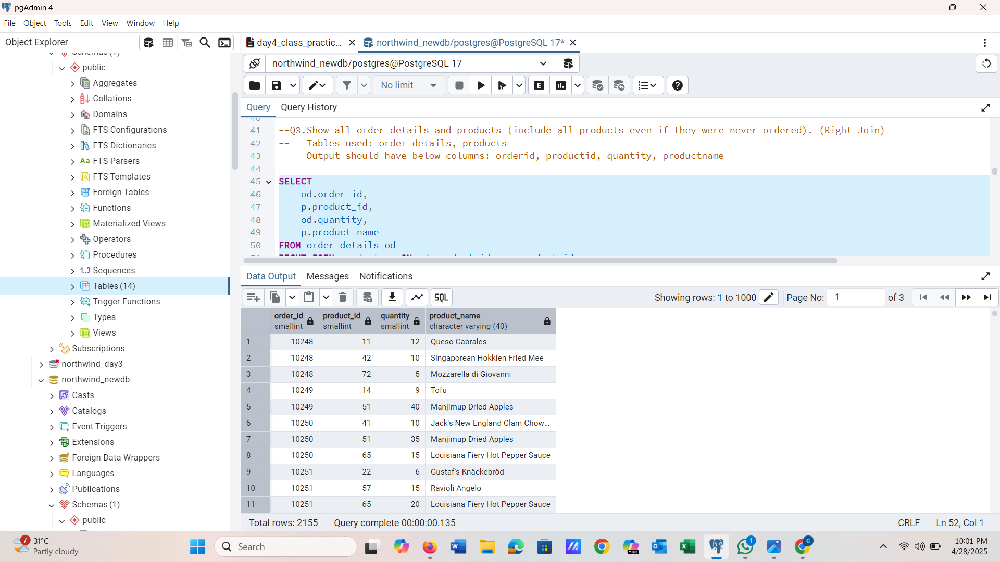 pgAdmin 4
File Object Tools Edit View Window Help
Object Explorer
day4_class_practic...
northwind_newdb/postgres@PostgreSQL 17*
northwind_newdb/postgres@PostgreSQL 17
No limit
E
Query Query History
Schemas (1)
public
Aggregates
Collations
Domains
FTS Configurations
FTS Dictionaries
Aa FTS Parsers
FTS Templates
Foreign Tables
Functions
Materialized Views
Operators
Procedures
1..3 Sequences
Tables (14)
Trigger Functions
Types
Views
Subscriptions
northwind_day3
northwind_newdb
Casts
Catalogs
Event Triggers
Extensions
Foreign Data Wrappers
Languages
Publications
Schemas (1)
public
40
41 --Q3.Show all order details and products (include all products even if they were never ordered). (Right Join)
42 --   Tables used: order_details, products
43 --   Output should have below columns: orderid, productid, quantity, productname
44
45 SELECT
46     od.order_id,
47     p.product_id,
48     od.quantity,
49     p.product_name
50 FROM order_details od
Data Output Messages Notifications
SQL
Showing rows: 1 to 1000
Page No: 1 of 3
order_id smallint product_id smallint quantity smallint product_name character varying (40)
1 10248 11 12 Queso Cabrales
2 10248 42 10 Singaporean Hokkien Fried Mee
3 10248 72 5 Mozzarella di Giovanni
4 10249 14 9 Tofu
5 10249 51 40 Manjimup Dried Apples
6 10250 41 10 Jack's New England Clam Chow...
7 10250 51 35 Manjimup Dried Apples
8 10250 65 15 Louisiana Fiery Hot Pepper Sauce
9 10251 22 6 Gustaf's Knäckebröd
10 10251 57 15 Ravioli Angelo
11 10251 65 20 Louisiana Fiery Hot Pepper Sauce
Total rows: 2155 Query complete 00:00:00.135
CRLF Ln 52, Col 1
7
31°C
Partly cloudy
Search
M365
1
G
10:01 PM
4/28/2025